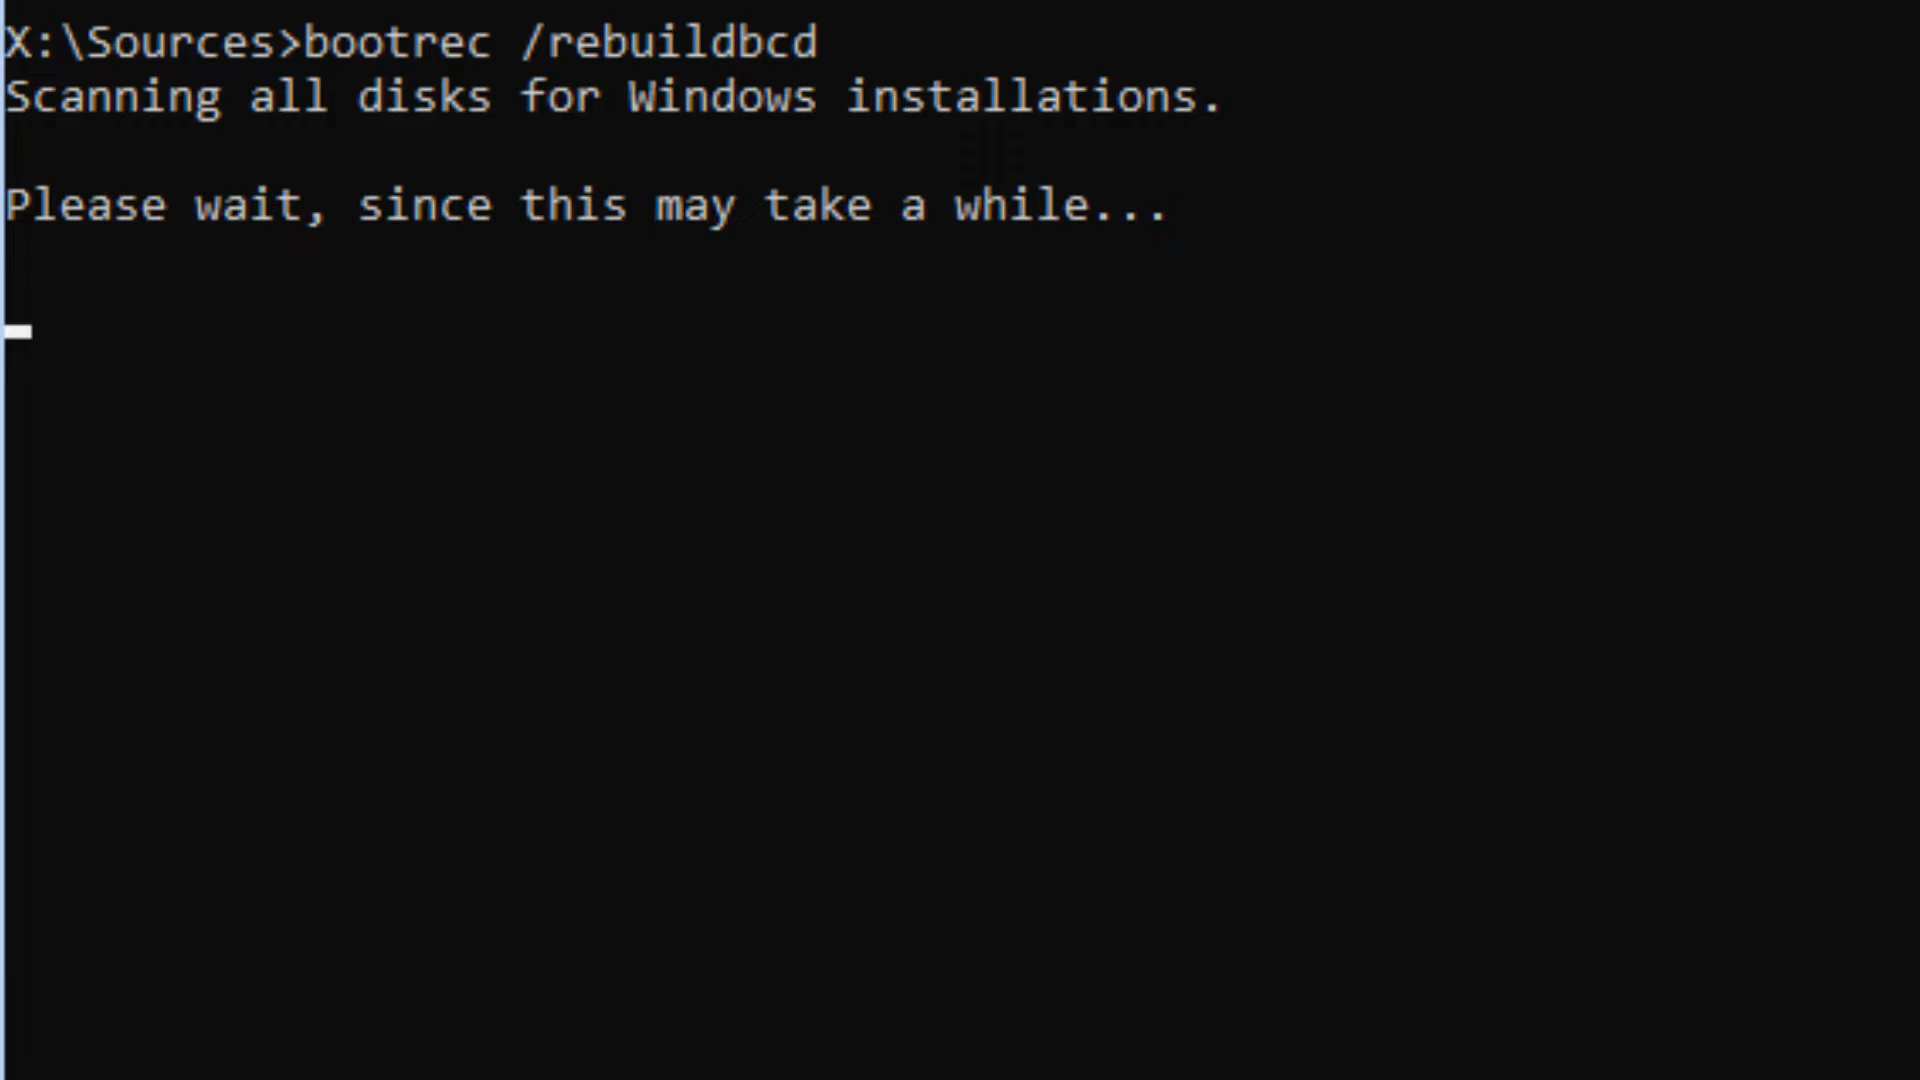 X:\Sources>bootrec /rebuildbcd
Scanning all disks for Windows installations.
Please wait, since this may take a while...